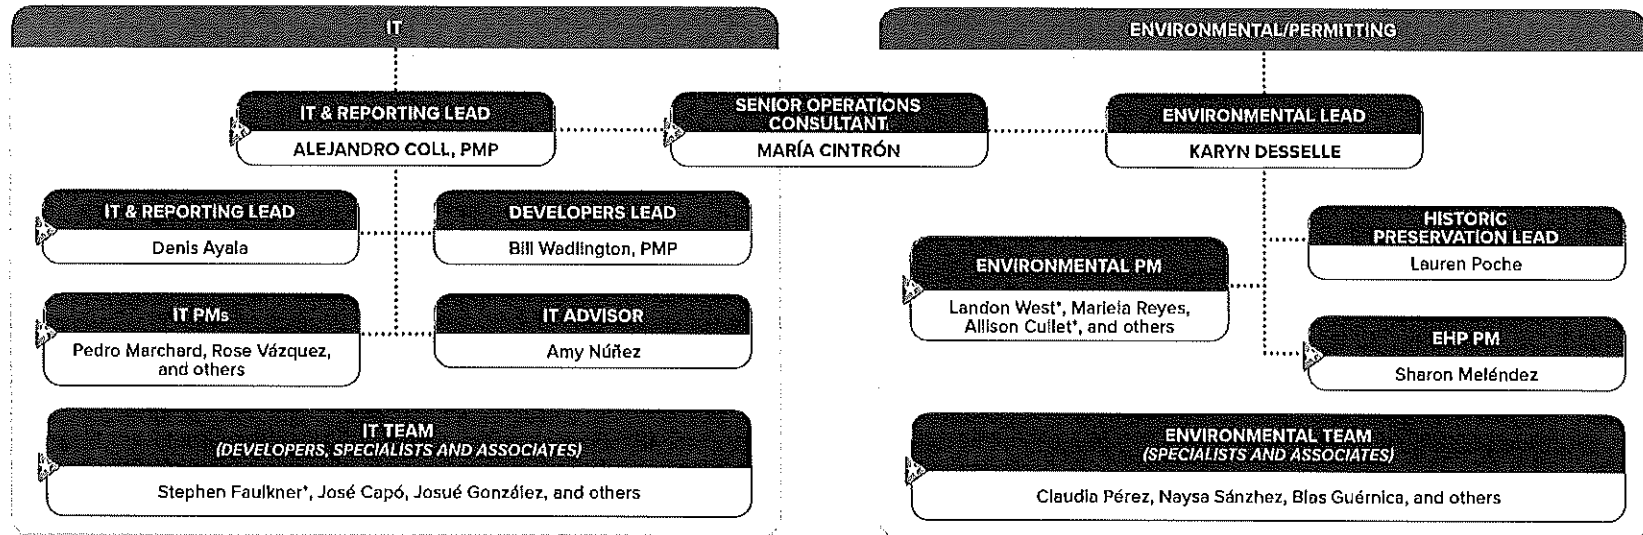 IT
IT & REPORTING LEAD
ALEJANDRO COLL, PMP
SENIOR OPERATIONS
CONSULTANT
MARÍA CINTRÓN
IT & REPORTING LEAD
Denis Ayala
DEVELOPERS LEAD
Bill Wadlington, PMP
IT PMs
Pedro Marchard, Rose Vázquez,
and others
IT ADVISOR
Amy Núñez
IT TEAM
(DEVELOPERS, SPECIALISTS AND ASSOCIATES)
Stephen Faulkner*, José Capó, Josué González, and others
ENVIRONMENTAL/PERMITTING
ENVIRONMENTAL LEAD
KARYN DESSELLE
HISTORIC
PRESERVATION LEAD
Lauren Poche
ENVIRONMENTAL PM
Landon West*, Mariela Reyes,
Allison Cullet*, and others
EHP PM
Sharon Meléndez
ENVIRONMENTAL TEAM
(SPECIALISTS AND ASSOCIATES)
Claudia Pérez, Naysa Sánzhez, Blas Guérnica, and others